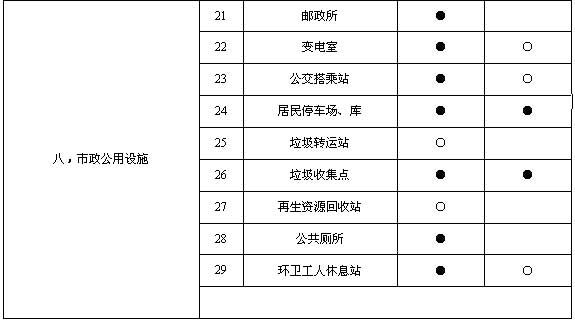 21 邮政所 ●
22 变电室 ● ○
23 公交搭乘站 ● ○
24 居民停车场、库 ● ●
25 垃圾转运站 ○
八，市政公用设施
26 垃圾收集点 ● ●
27 再生资源回收站 ○
28 公共厕所 ●
29 环卫工人休息站 ● ○